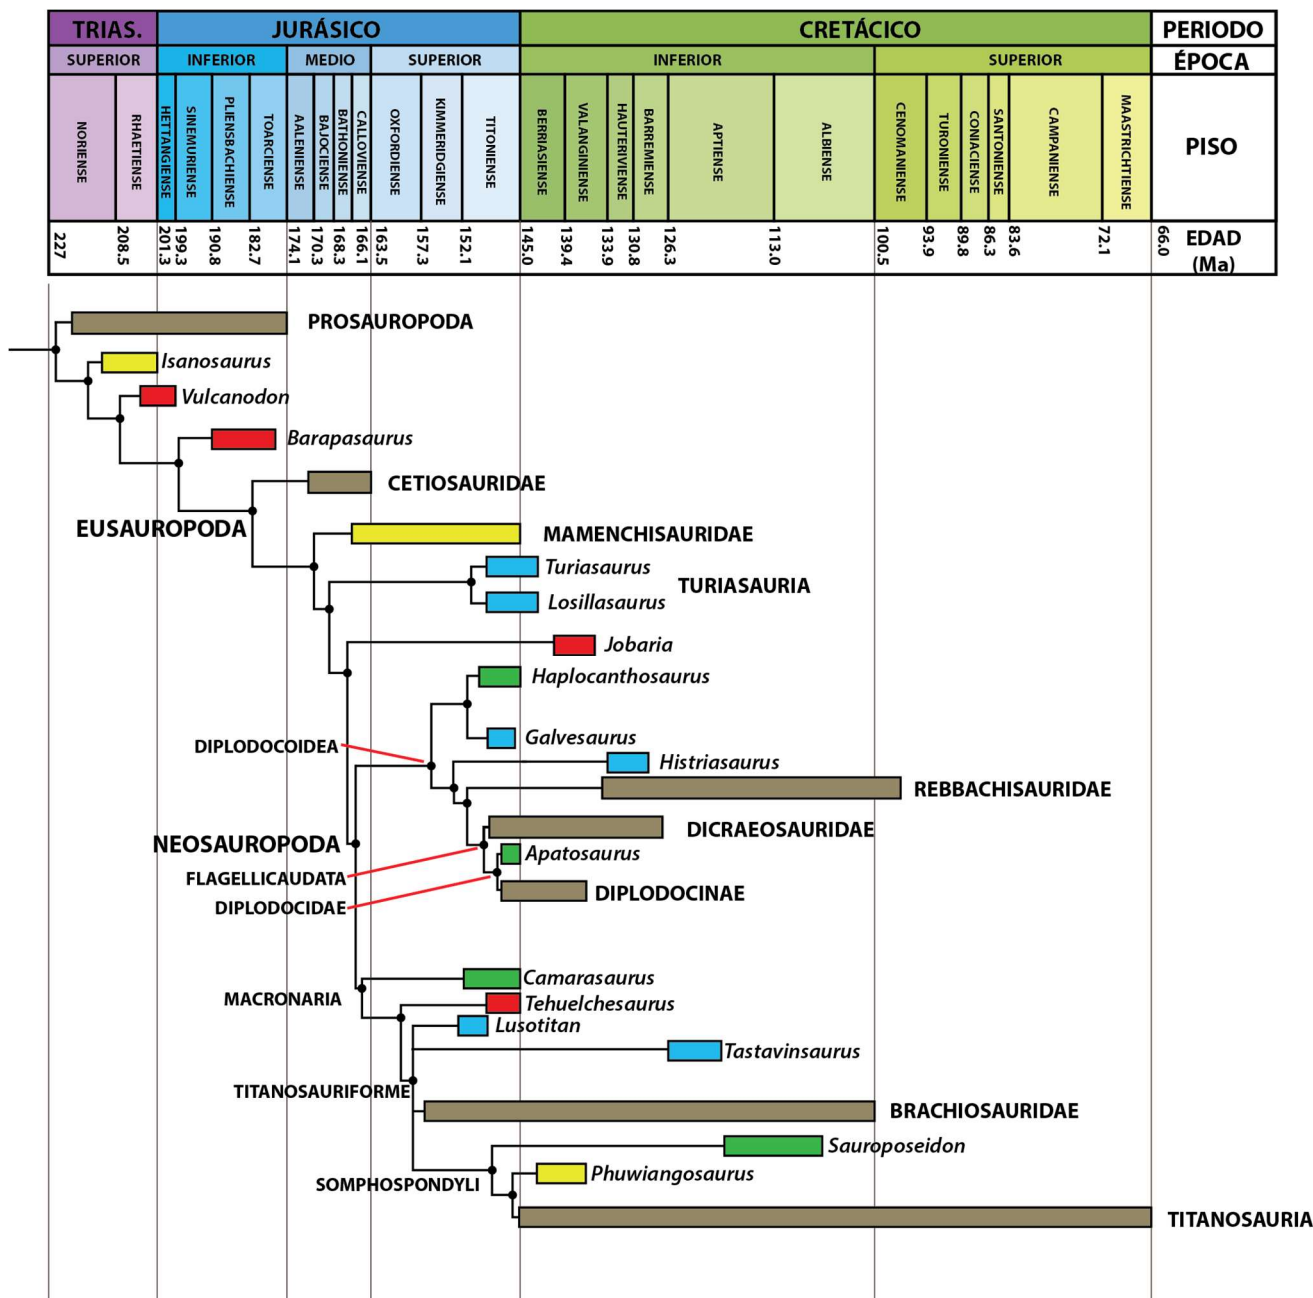 TRIAS.
JURÁSICO
CRETÁCICO
PERIODO
SUPERIOR
INFERIOR
MEDIO
SUPERIOR
INFERIOR
SUPERIOR
ÉPOCA
NORIENSE
RHAETIENSE
HETTANGIENSE
SINEMURIENSE
PLIENSBACHIENSE
TOARCIENSE
AALENIENSE
BAJOCIENSE
BATHONIENSE
CALLOVIENSE
OXFORDIENSE
KIMMERIDGIENSE
TITONIENSE
BERRIASIENSE
VALANGINIENSE
HAUTERIVIENSE
BARREMIENSE
APTIENSE
ALBIENSE
CENOMANIENSE
TURONIENSE
CONIACIENSE
SANTONIENSE
CAMPANIENSE
MAASTRICHTIENSE
PISO
227
208.5
201.3
199.3
190.8
182.7
174.1
170.3
168.3
166.1
163.5
157.3
152.1
145.0
139.4
133.9
130.8
126.3
113.0
100.5
93.9
89.8
86.3
83.6
72.1
66.0
EDAD
(Ma)
PROSAUROPODA
Isanosaurus
Vulcanodon
Barapasaurus
CETIOSAURIDAE
EUSAUROPODA
MAMENCHISAURIDAE
Turiasaurus
TURIASAURIA
Losillasaurus
Jobaria
Haplocanthosaurus
Galvesaurus
DIPLODOCOIDEA
Histriasaurus
REBBACHISAURIDAE
DICRAEOSAURIDAE
NEOSAUROPODA
Apatosaurus
FLAGELLICAUDATA
DIPLODOCINAE
DIPLODOCIDAE
Camarasaurus
MACRONARIA
Tehuelchesaurus
Lusotitan
Tastavinsaurus
TITANOSAURIFORME
BRACHIOSAURIDAE
Sauroposeidon
Phuwiangosaurus
SOMPHOSPONDYLI
TITANOSAURIA